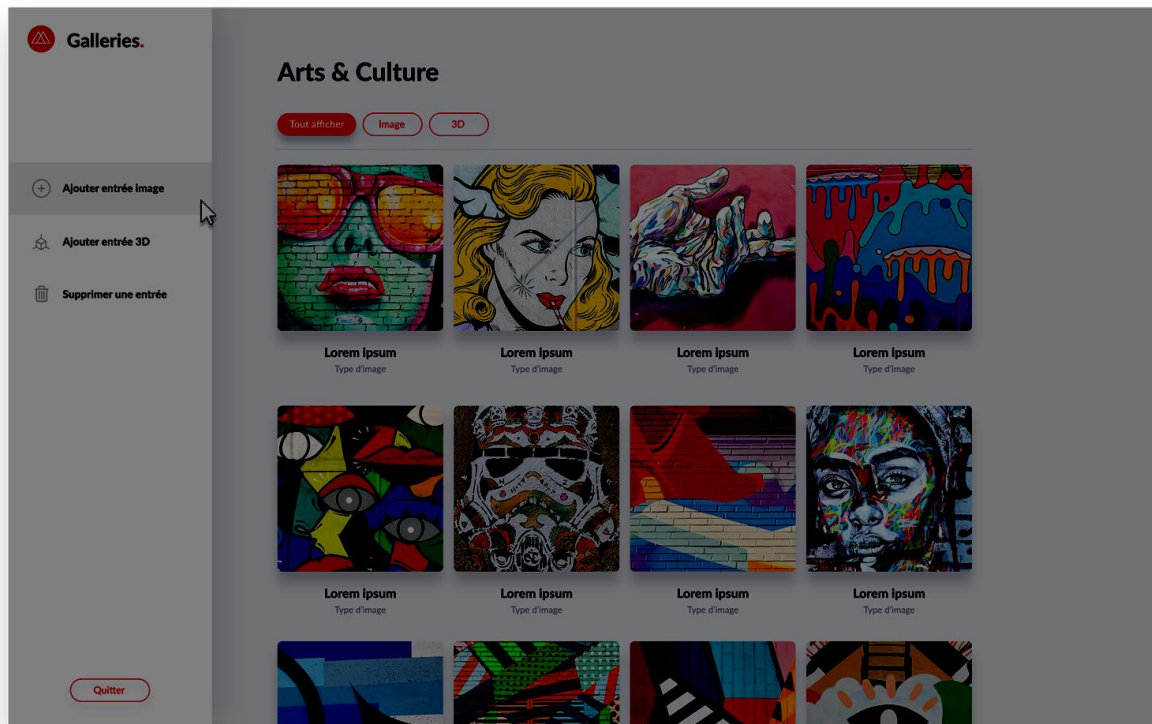 Galleries.
Arts & Culture
Tout afficher
Image
3D
Ajouter entrée image
Ajouter entrée 3D
Supprimer une entrée
Lorem ipsum
Type d'image
Lorem ipsum
Type d'image
Lorem ipsum
Type d'image
Lorem ipsum
Type d'image
Lorem ipsum
Type d'image
Lorem ipsum
Type d'image
Lorem ipsum
Type d'image
Lorem ipsum
Type d'image
Quitter